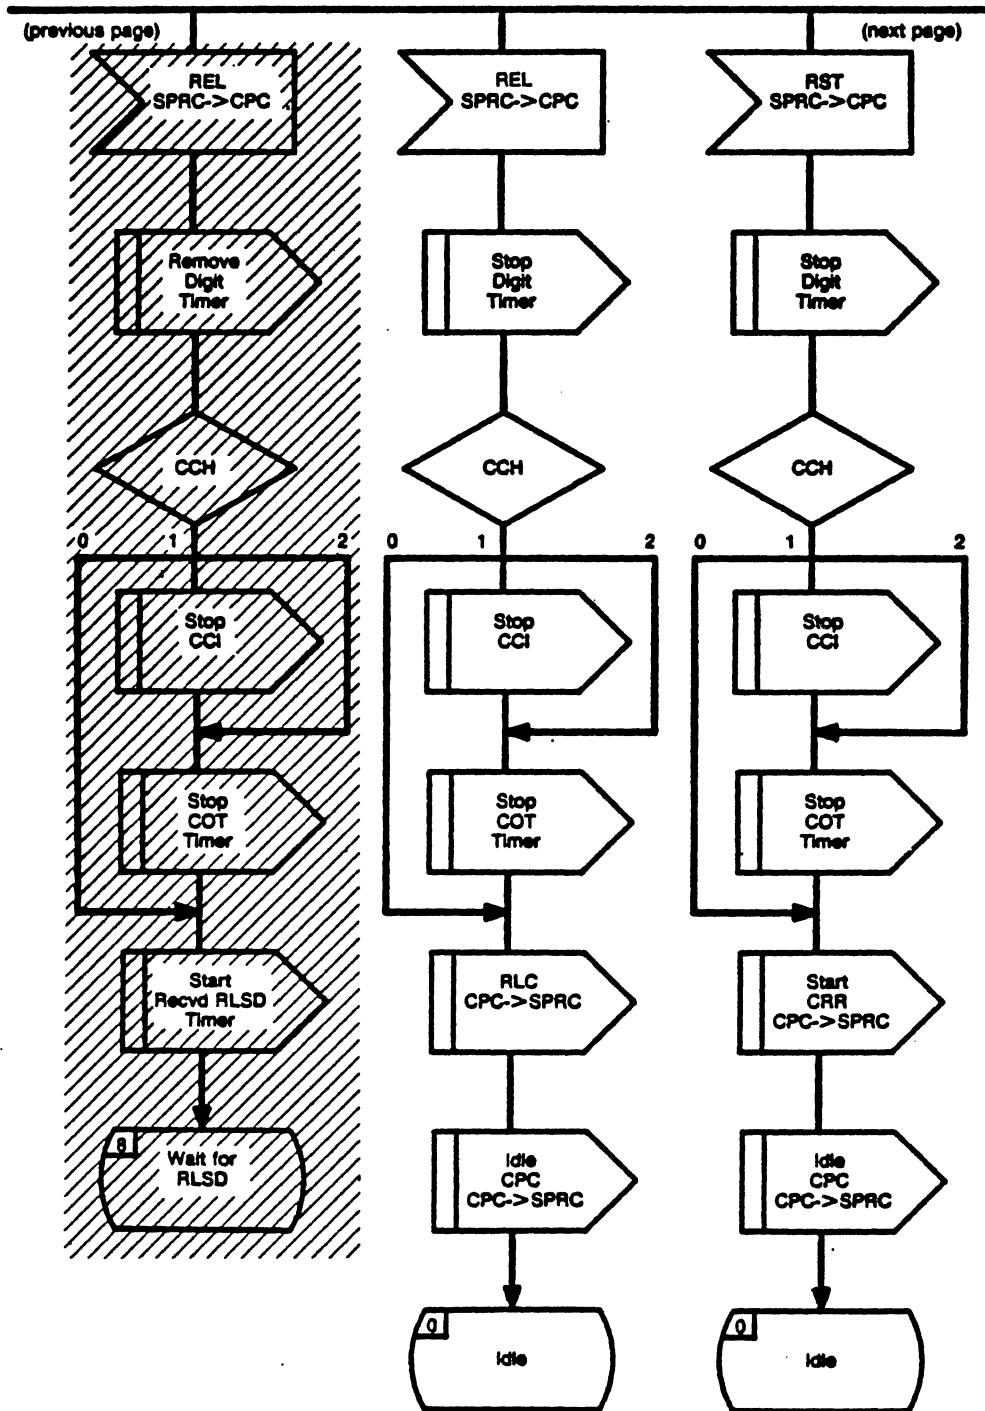 (previous page)
(next page)
REL
SPRC->CPC
Remove
Digit
Timer
CCH
0 1 2
Stop
CCI
Stop
COT
Timer
Start
Recvd RLSD
Timer
8
Wait for
RLSD
REL
SPRC->CPC
Stop
Digit
Timer
CCH
0 1 2
Stop
CCI
Stop
COT
Timer
RLC
CPC->SPRC
Idle
CPC
CPC->SPRC
0
Idle
RST
SPRC->CPC
Stop
Digit
Timer
CCH
0 1 2
Stop
CCI
Stop
COT
Timer
Start
CRR
CPC->SPRC
Idle
CPC
CPC->SPRC
0
Idle